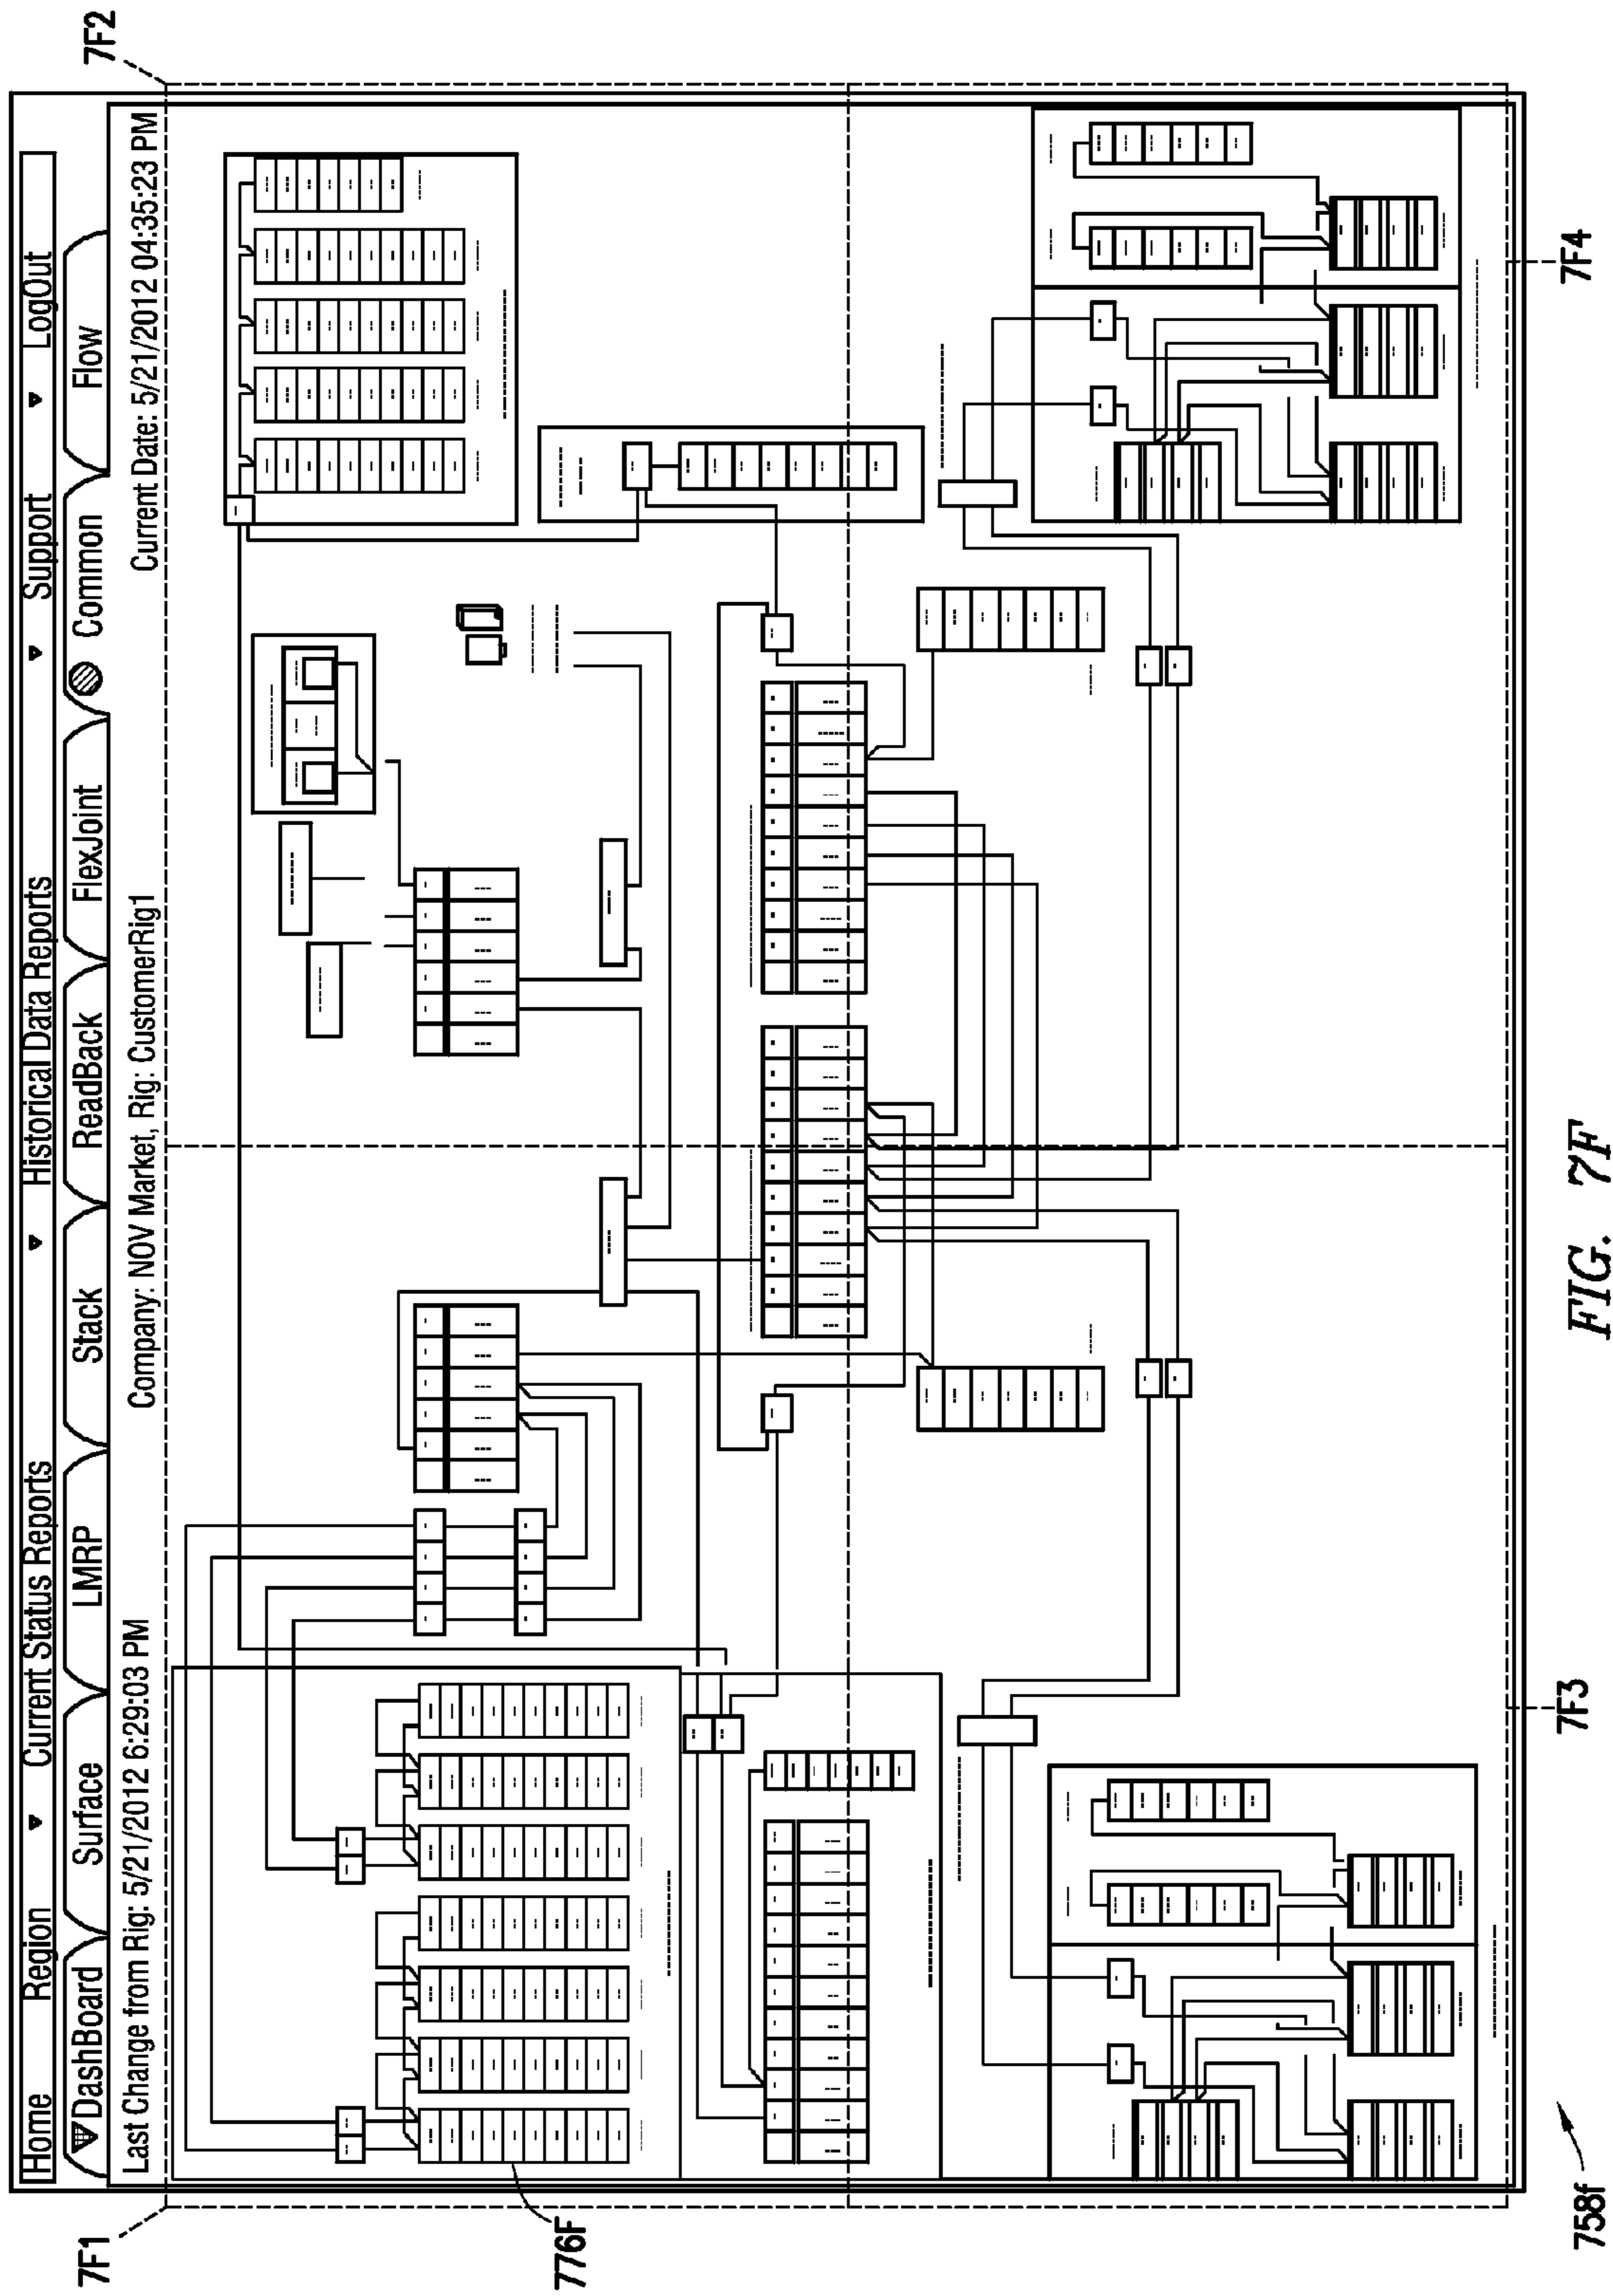 7F1
7F2
Home Region Current Status Reports Historical Data Reports Support LogOut
DashBoard Surface LMRP Stack ReadBack FlexJoint Common Flow
Last Change from Rig: 5/21/2012 6:29:03 PM Company: NOV Market, Rig: CustomerRig1 Current Date: 5/21/2012 04:35:23 PM
776F
7F3
7F4
758f
FIG. 7F